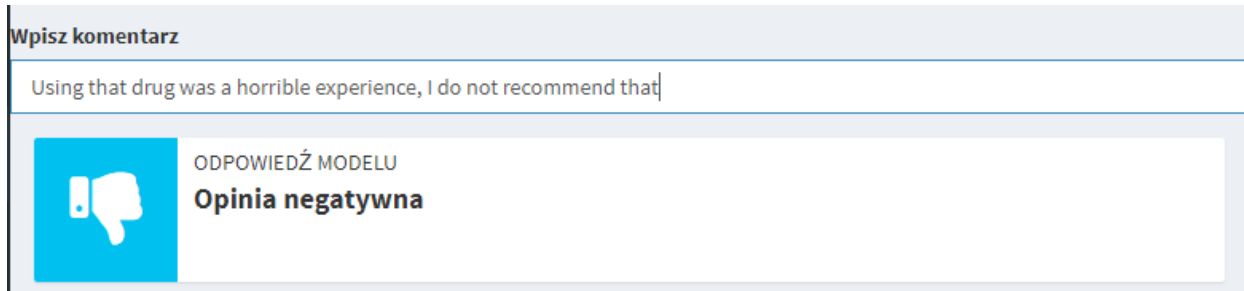 Wpisz komentarz
Using that drug was a horrible experience, I do not recommend that
ODPOWIEDŹ MODELU
Opinia negatywna